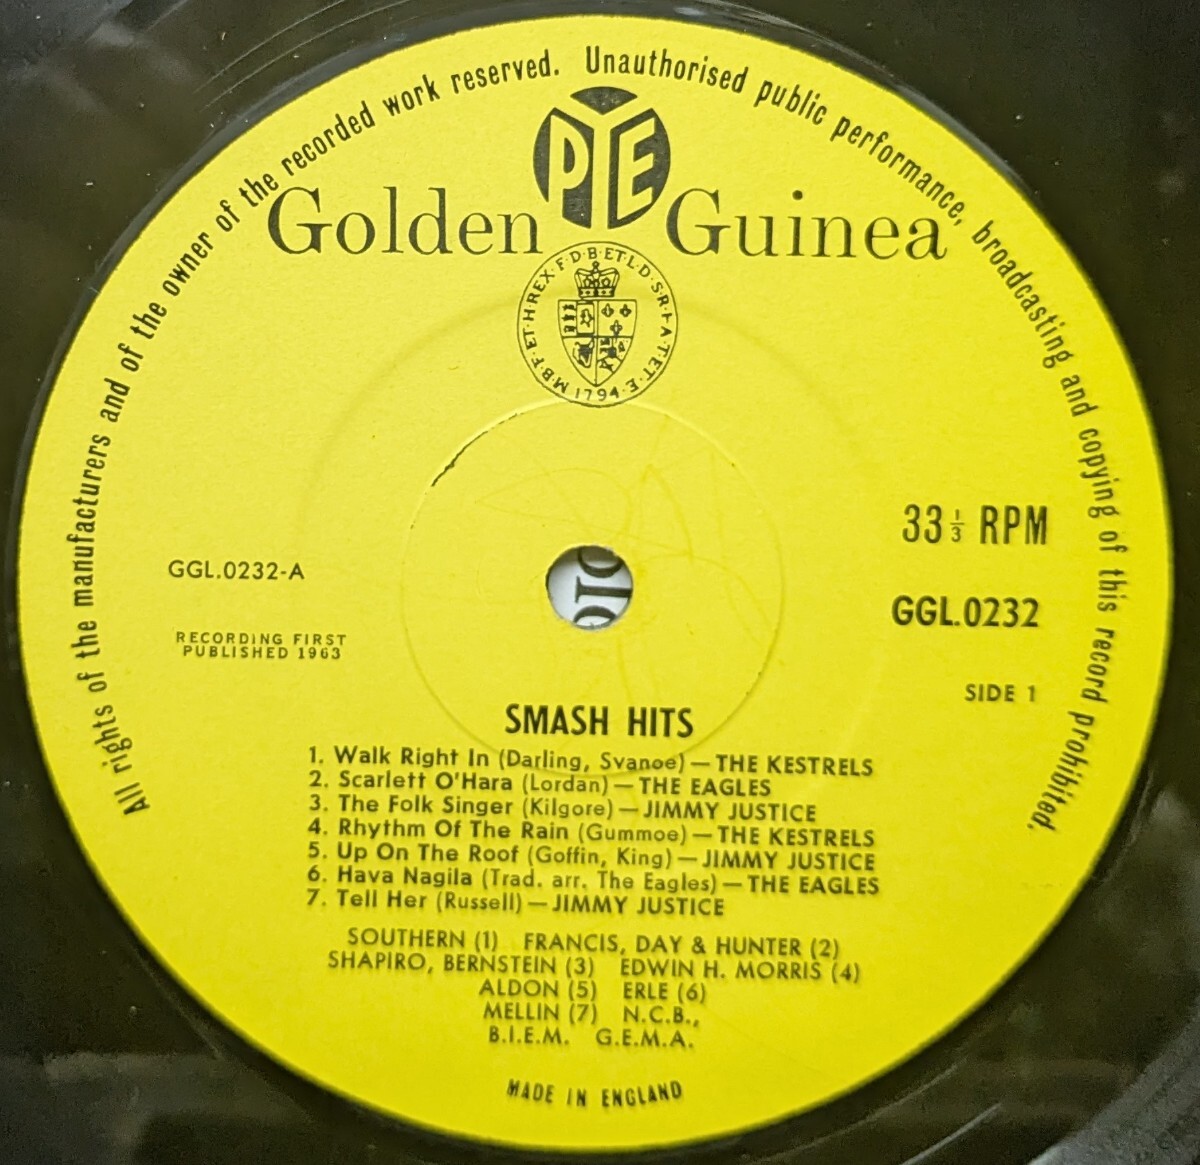 All rights of the manufacturers and of the owner of the recorded work reserved. Unauthorised public performance, broadcasting and copying of this record prohibited.
PYE
Golden Guinea
M·B·F·ET·H·REX·F·D·B·ET·L·D·S·R·I·A·T·ET·E
1794
33⅓ RPM
GGL.0232-A
GGL.0232
RECORDING FIRST
PUBLISHED 1963
SIDE 1
SMASH HITS
1. Walk Right In (Darling, Svanoe) — THE KESTRELS
2. Scarlett O'Hara (Lordan) — THE EAGLES
3. The Folk Singer (Kilgore) — JIMMY JUSTICE
4. Rhythm Of The Rain (Gummoe) — THE KESTRELS
5. Up On The Roof (Goffin, King) — JIMMY JUSTICE
6. Hava Nagila (Trad. arr. The Eagles) — THE EAGLES
7. Tell Her (Russell) — JIMMY JUSTICE
SOUTHERN (1) FRANCIS, DAY & HUNTER (2)
SHAPIRO, BERNSTEIN (3) EDWIN H. MORRIS (4)
ALDON (5) ERLE (6)
MELLIN (7) N.C.B.,
B.I.E.M. G.E.M.A.
MADE IN ENGLAND